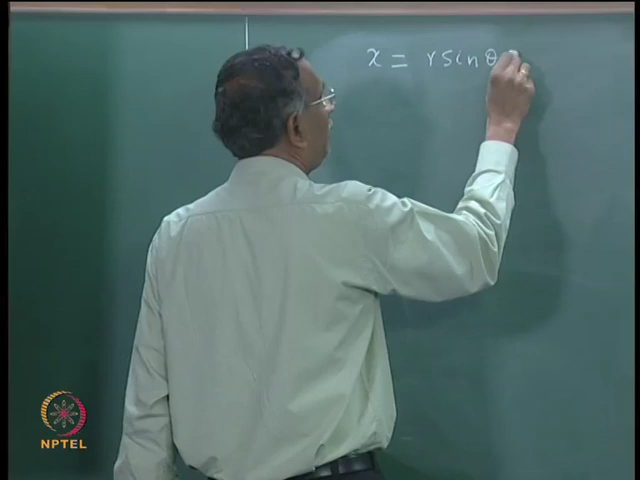 x = r sin θ
NPTEL